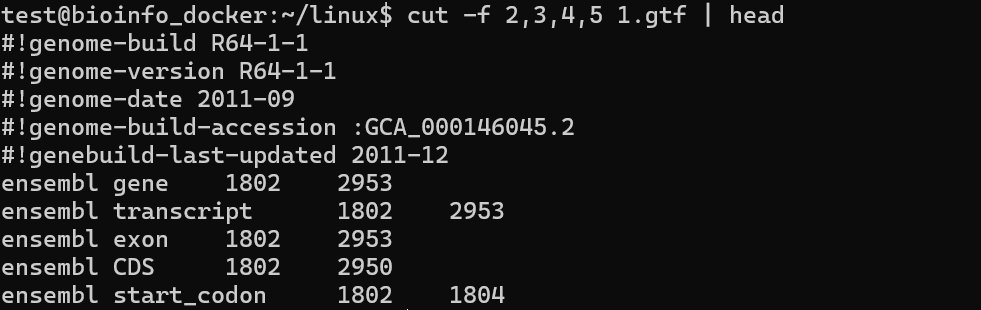 test@bioinfo_docker:~/linux$ cut -f 2,3,4,5 1.gtf | head
#!genome-build R64-1-1
#!genome-version R64-1-1
#!genome-date 2011-09
#!genome-build-accession :GCA_000146045.2
#!genebuild-last-updated 2011-12
ensembl gene    1802    2953
ensembl transcript      1802    2953
ensembl exon    1802    2953
ensembl CDS     1802    2950
ensembl start_codon     1802    1804